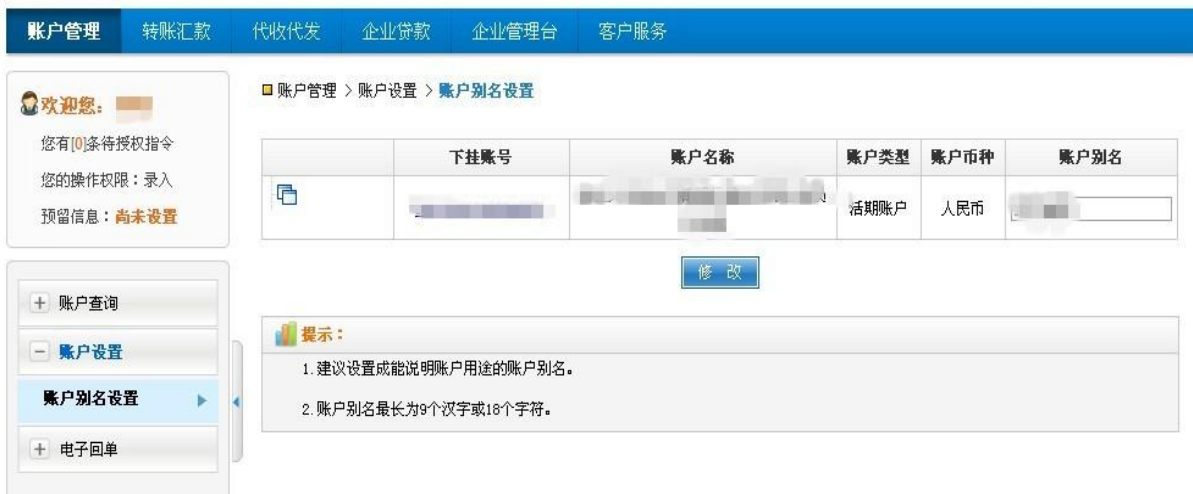 账户管理 转账汇款 代收代发 企业贷款 企业管理台 客户服务
欢迎您：
您有[0]条待授权指令
您的操作权限：录入
预留信息：尚未设置
账户查询
账户设置
账户别名设置
电子回单
账户管理 > 账户设置 > 账户别名设置
下挂账号 账户名称 账户类型 账户币种 账户别名
活期账户 人民币
修 改
提示：
1.建议设置成能说明账户用途的账户别名。
2.账户别名最长为9个汉字或18个字符。